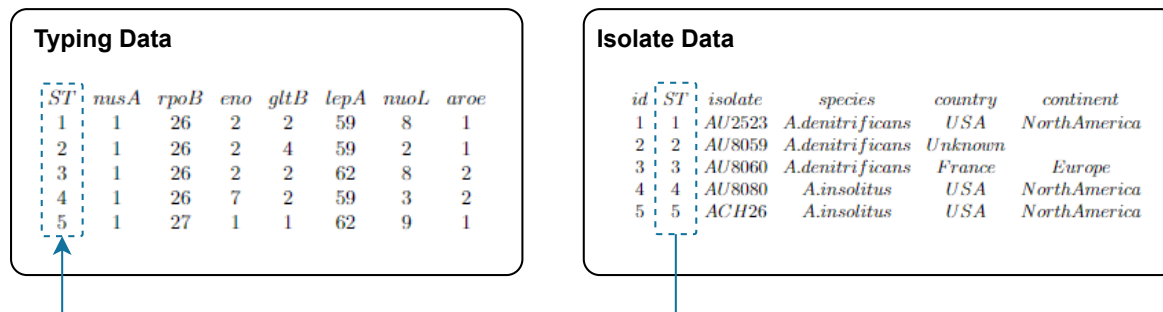 Typing Data
ST nusA rpoB eno gltB lepA nuoL aroe
1 1 26 2 2 59 8 1
2 1 26 2 4 59 2 1
3 1 26 2 2 62 8 2
4 1 26 7 2 59 3 2
5 1 27 1 1 62 9 1
Isolate Data
id ST isolate species country continent
1 1 AU2523 A.denitrificans USA NorthAmerica
2 2 AU8059 A.denitrificans Unknown
3 3 AU8060 A.denitrificans France Europe
4 4 AU8080 A.insolitus USA NorthAmerica
5 5 ACH26 A.insolitus USA NorthAmerica